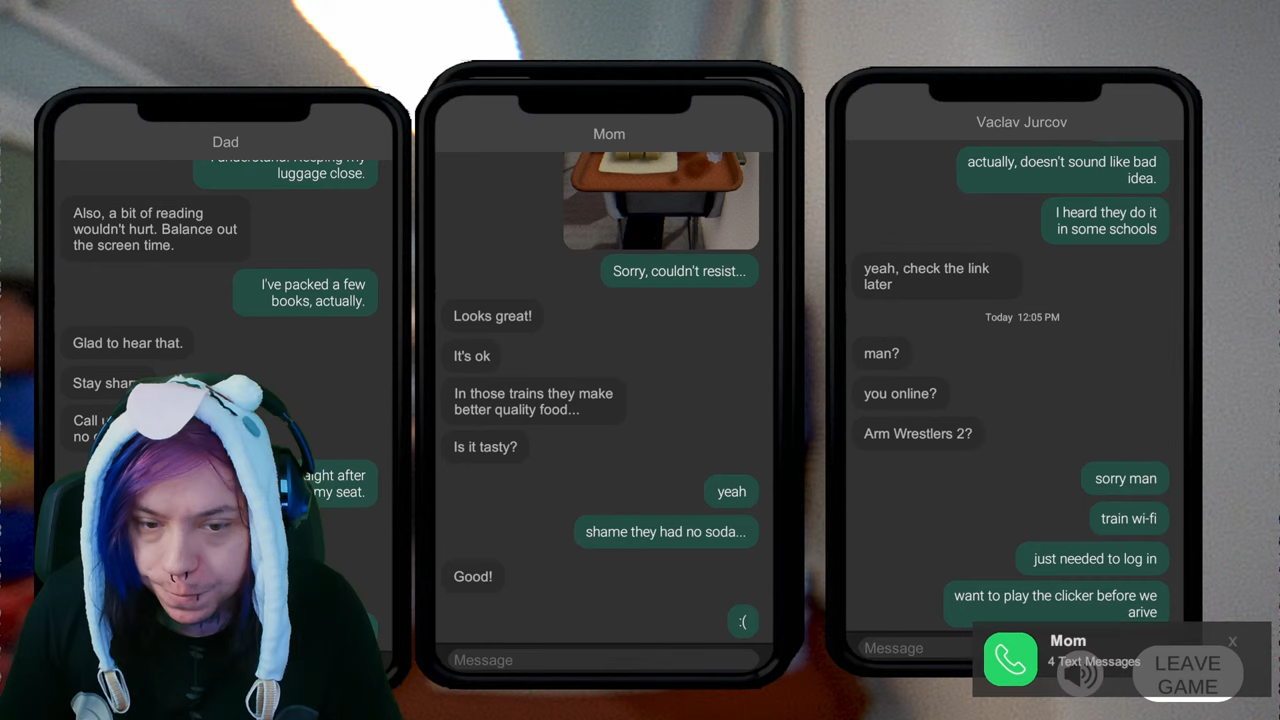 Dad
luggage close.
Also, a bit of reading
wouldn't hurt. Balance out
the screen time.
I've packed a few
books, actually.
Glad to hear that.
Stay
Call
no
after
my seat.
Mom
Sorry, couldn't resist...
Looks great!
It's ok
In those trains they make
better quality food...
Is it tasty?
yeah
shame they had no soda...
Good!
:(
Message
Vaclav Jurcov
actually, doesn't sound like bad
idea.
I heard they do it
in some schools
yeah, check the link
later
Today 12:05 PM
man?
you online?
Arm Wrestlers 2?
sorry man
train wi-fi
just needed to log in
want to play the clicker before we
arive
Message
Mom
X
4 Text Messages
LEAVE
GAME